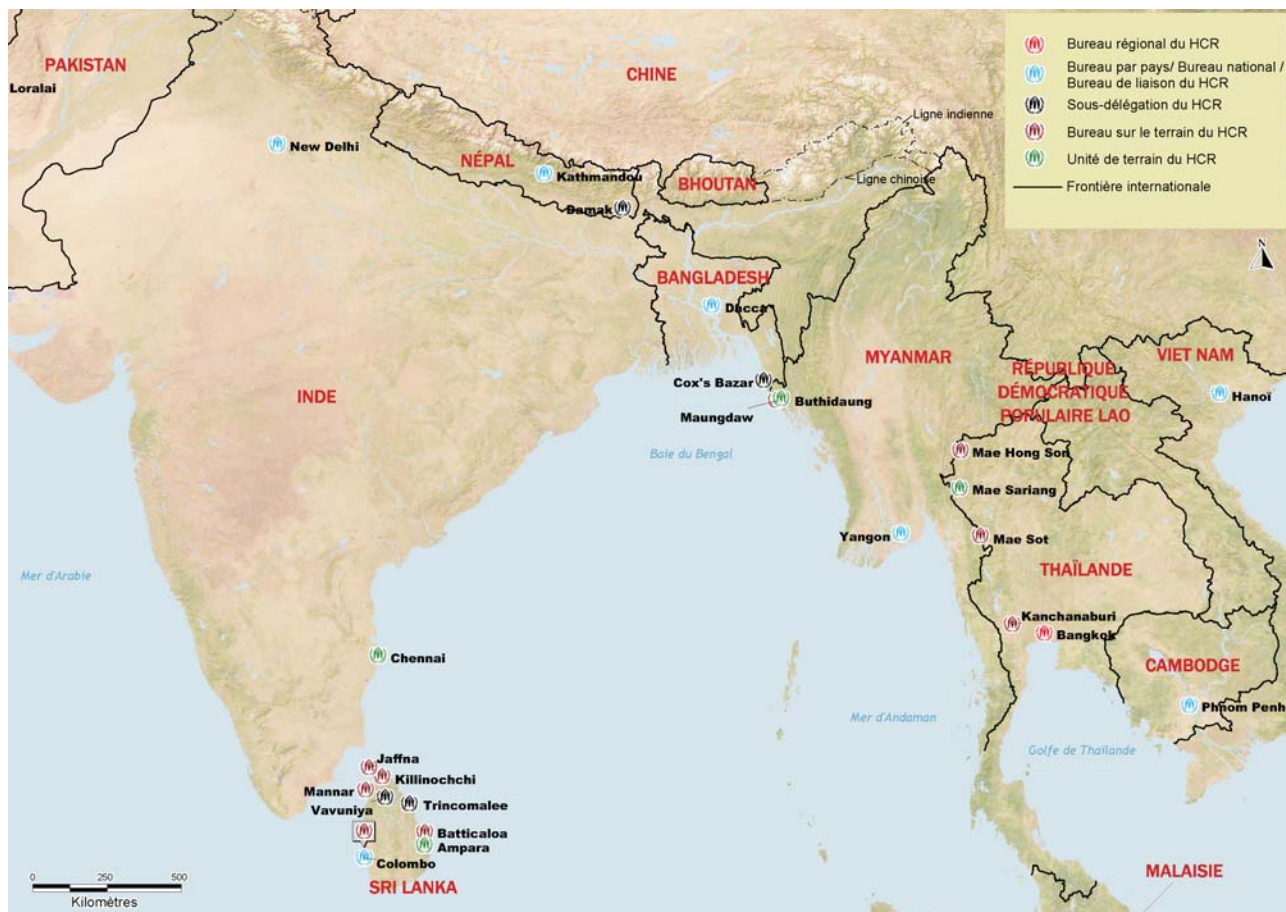 Bureau régional du HCR
Bureau par pays/ Bureau national /
Bureau de liaison du HCR
Sous-délégation du HCR
Bureau sur le terrain du HCR
Unité de terrain du HCR
Frontière internationale
PAKISTAN
Loralai
CHINE
Ligne indienne
Ligne chinoise
New Delhi
NÉPAL
Kathmandou
BHOUTAN
Damak
BANGLADESH
Dacca
INDE
MYANMAR
VIET NAM
RÉPUBLIQUE
DÉMOCRATIQUE
POPULAIRE LAO
Hanoï
Cox's Bazar
Buthidaung
Maungdaw
Baie du Bengal
Mae Hong Son
Mae Sariang
Yangon
Mae Sot
Mer d'Arabie
THAÏLANDE
Kanchanaburi
Bangkok
Chennai
CAMBODGE
Phnom Penh
Mer d'Andaman
Golfe de Thaïlande
Jaffna
Killinochchi
Mannar
Vavuniya
Trincomalee
Batticaloa
Ampara
Colombo
SRI LANKA
MALAISIE
0 250 500
Kilomètres
N